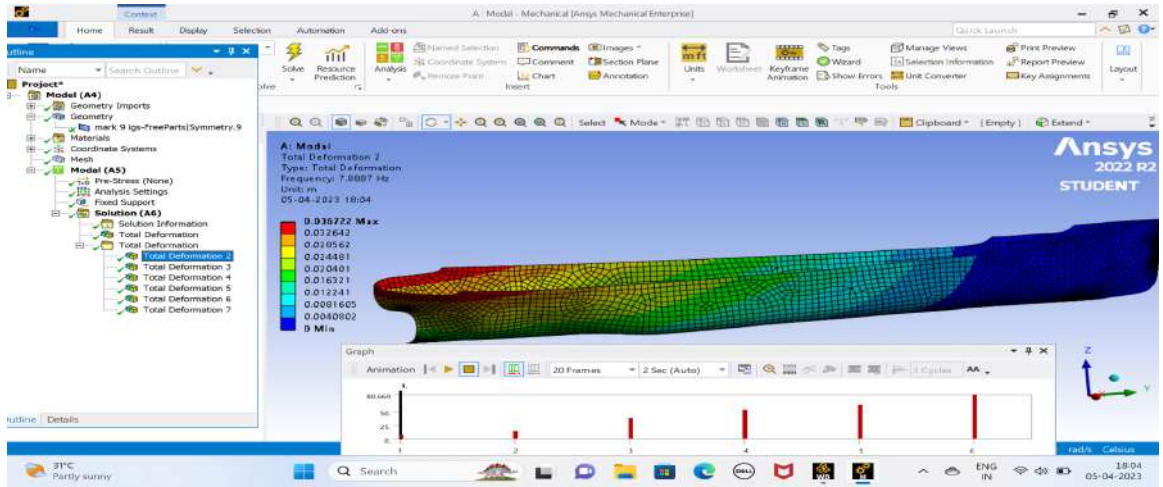 Context
A : Modal - Mechanical [Ansys Mechanical Enterprise]
Home Result Display Selection Automation Add-ons
Quick Launch
Outline
Name Search Outline
Solve Resource Prediction
Analysis
Named Selection
Coordinate System
Remote Point
Commands
Comment
Chart
Images
Section Plane
Annotation
Insert
Units Worksheet Keyframe Animation
Tags
Wizard
Show Errors
Manage Views
Selection Information
Unit Converter
Print Preview
Report Preview
Key Assignments
Tools
Layout
Select Mode Clipboard [Empty] Extend
Project*
Model (A4)
Geometry Imports
Geometry
mark 9 igs-FreeParts|Symmetry.9
Materials
Coordinate Systems
Mesh
Modal (A5)
Pre-Stress (None)
Analysis Settings
Fixed Support
Solution (A6)
Solution Information
Total Deformation
Total Deformation
Total Deformation 2
Total Deformation 3
Total Deformation 4
Total Deformation 5
Total Deformation 6
Total Deformation 7
Outline Details
A: Modal
Total Deformation 2
Type: Total Deformation
Unit: m
05-04-2023 18:04
0.036722 Max
0.032642
0.028562
0.024481
0.020401
0.016321
0.012241
0.0081605
0.0040802
0 Min
Ansys
2022 R2
STUDENT
Z
Y
Graph
Animation 20 Frames 2 Sec (Auto) 3 Cycles
1.
80.660
50.
25.
0.
1 2 3 4 5 6
rad/s Celsius
31°C
Partly sunny
Search
DELL
ENG
IN
18:04
05-04-2023